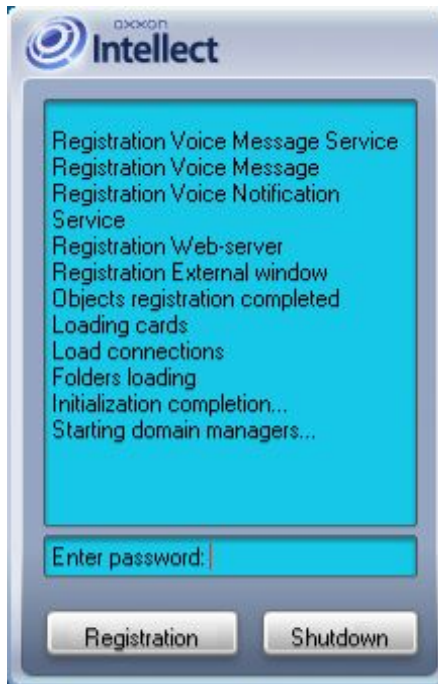 axxon
Intellect
Registration Voice Message Service
Registration Voice Message
Registration Voice Notification
Service
Registration Web-server
Registration External window
Objects registration completed
Loading cards
Load connections
Folders loading
Initialization completion...
Starting domain managers...
Enter password:
Registration
Shutdown